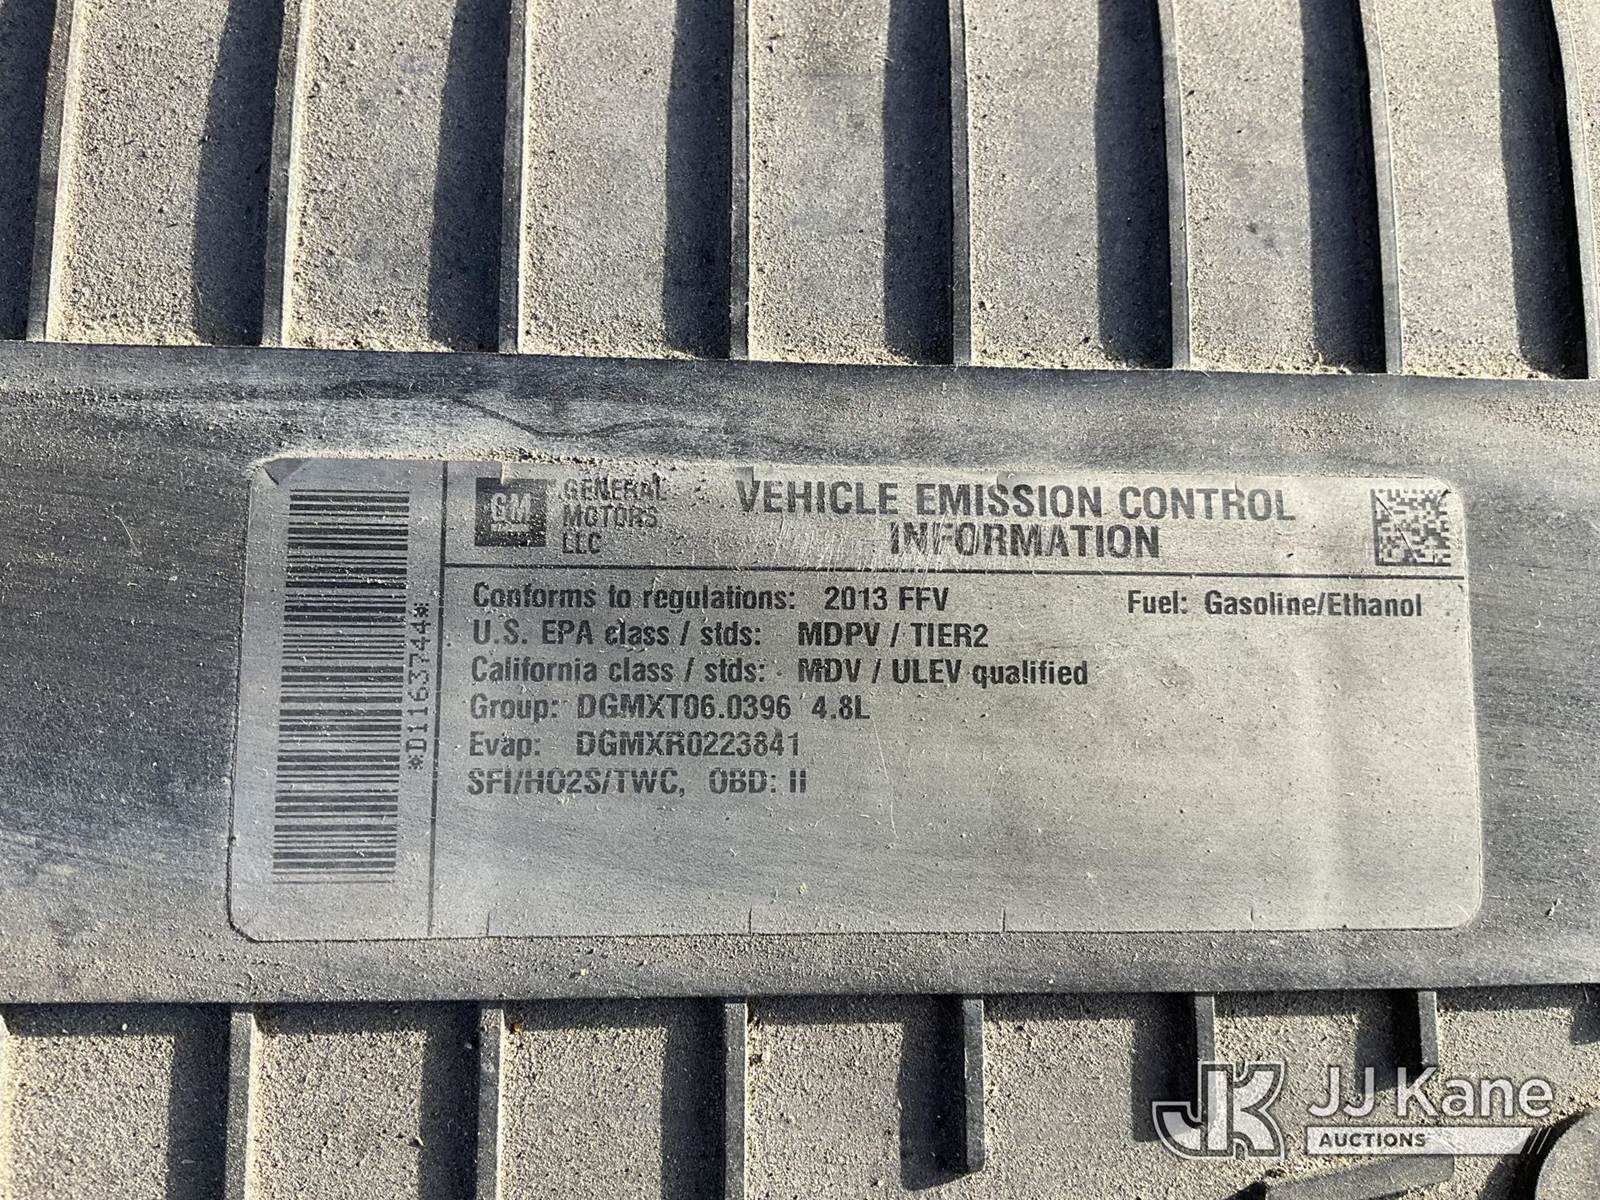 GM
GENERAL
MOTORS
LLC
VEHICLE EMISSION CONTROL
INFORMATION
Conforms to regulations: 2013 FFV
Fuel: Gasoline/Ethanol
U.S. EPA class / stds: MDPV / TIER2
California class / stds: MDV / ULEV qualified
Group: DGMXT06.0396 4.8L
Evap: DGMXR0223841
SFI/HO2S/TWC, OBD: II
*D1163744*
JK JJ Kane
AUCTIONS